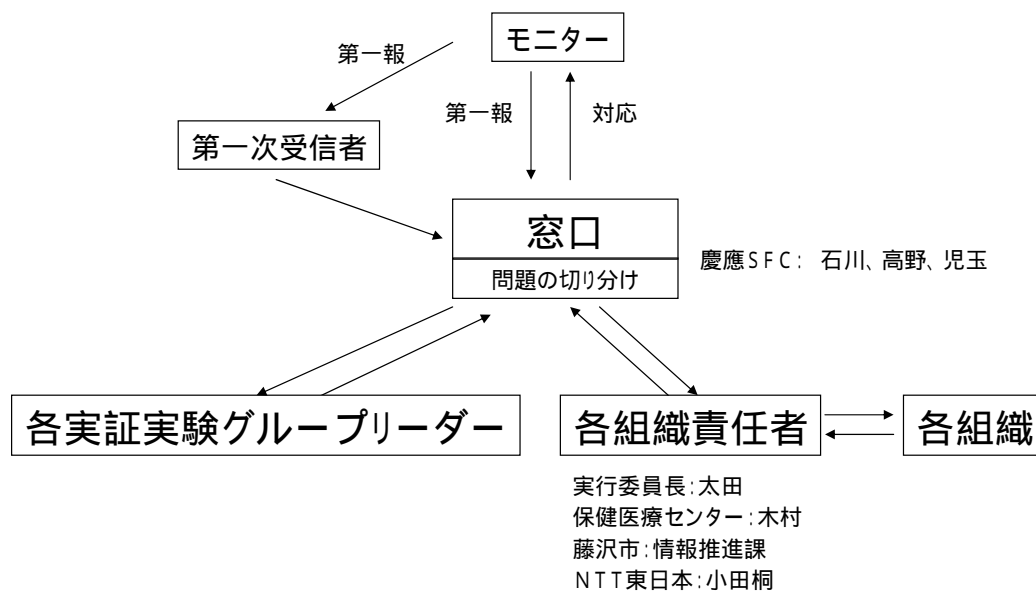 モニター
第一報
第一報
対応
第一次受信者
窓口
問題の切り分け
慶應SFC: 石川、高野、児玉
各実証実験グループリーダー
各組織責任者
各組織
実行委員長:太田
保健医療センター:木村
藤沢市:情報推進課
NTT東日本:小田桐